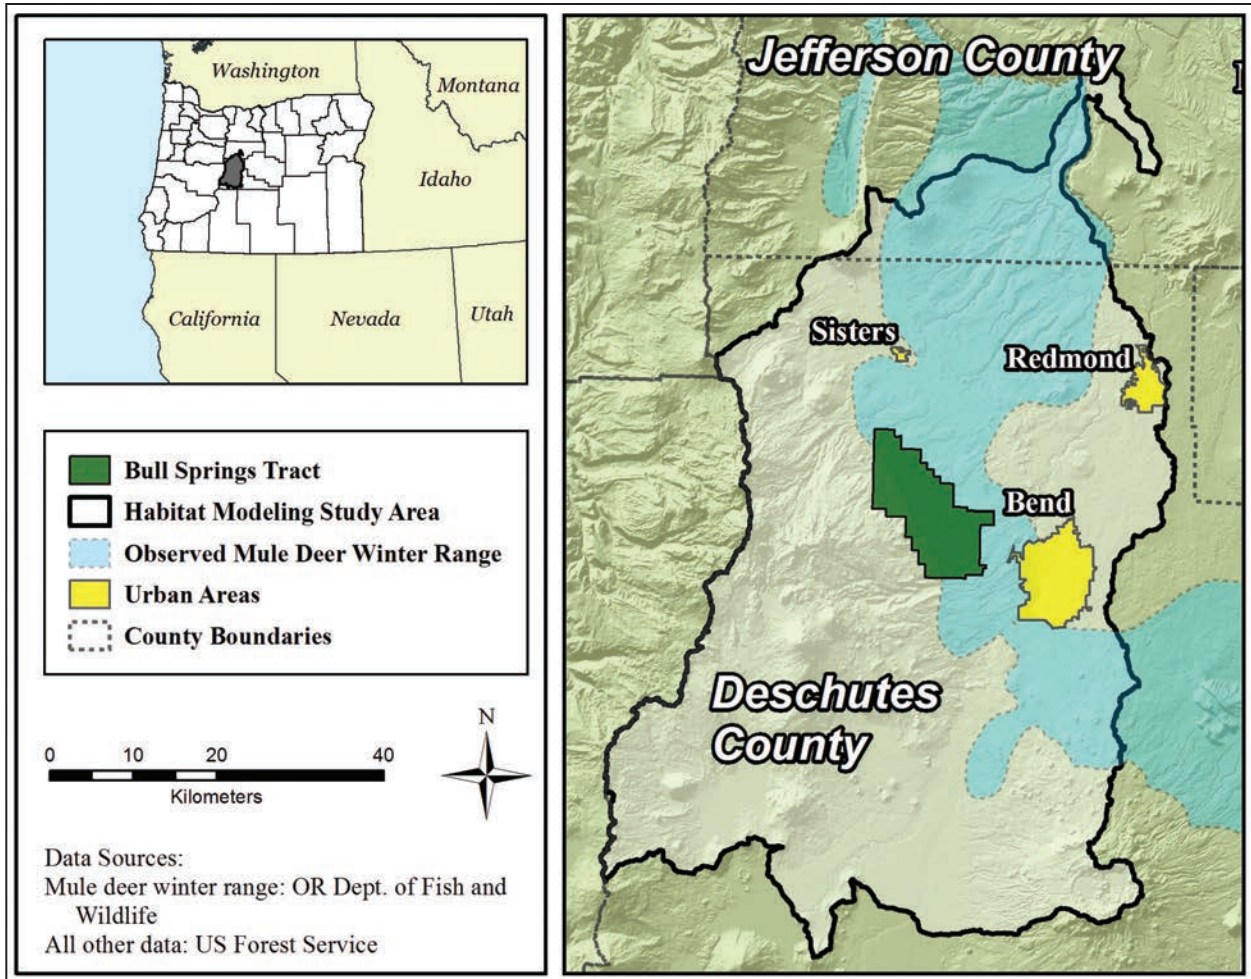 Washington
Montana
Idaho
California
Nevada
Utah
Bull Springs Tract
Habitat Modeling Study Area
Observed Mule Deer Winter Range
Urban Areas
County Boundaries
0 10 20 40
Kilometers
N
Data Sources:
Mule deer winter range: OR Dept. of Fish and
Wildlife
All other data: US Forest Service
Jefferson County
Sisters
Redmond
Bend
Deschutes
County